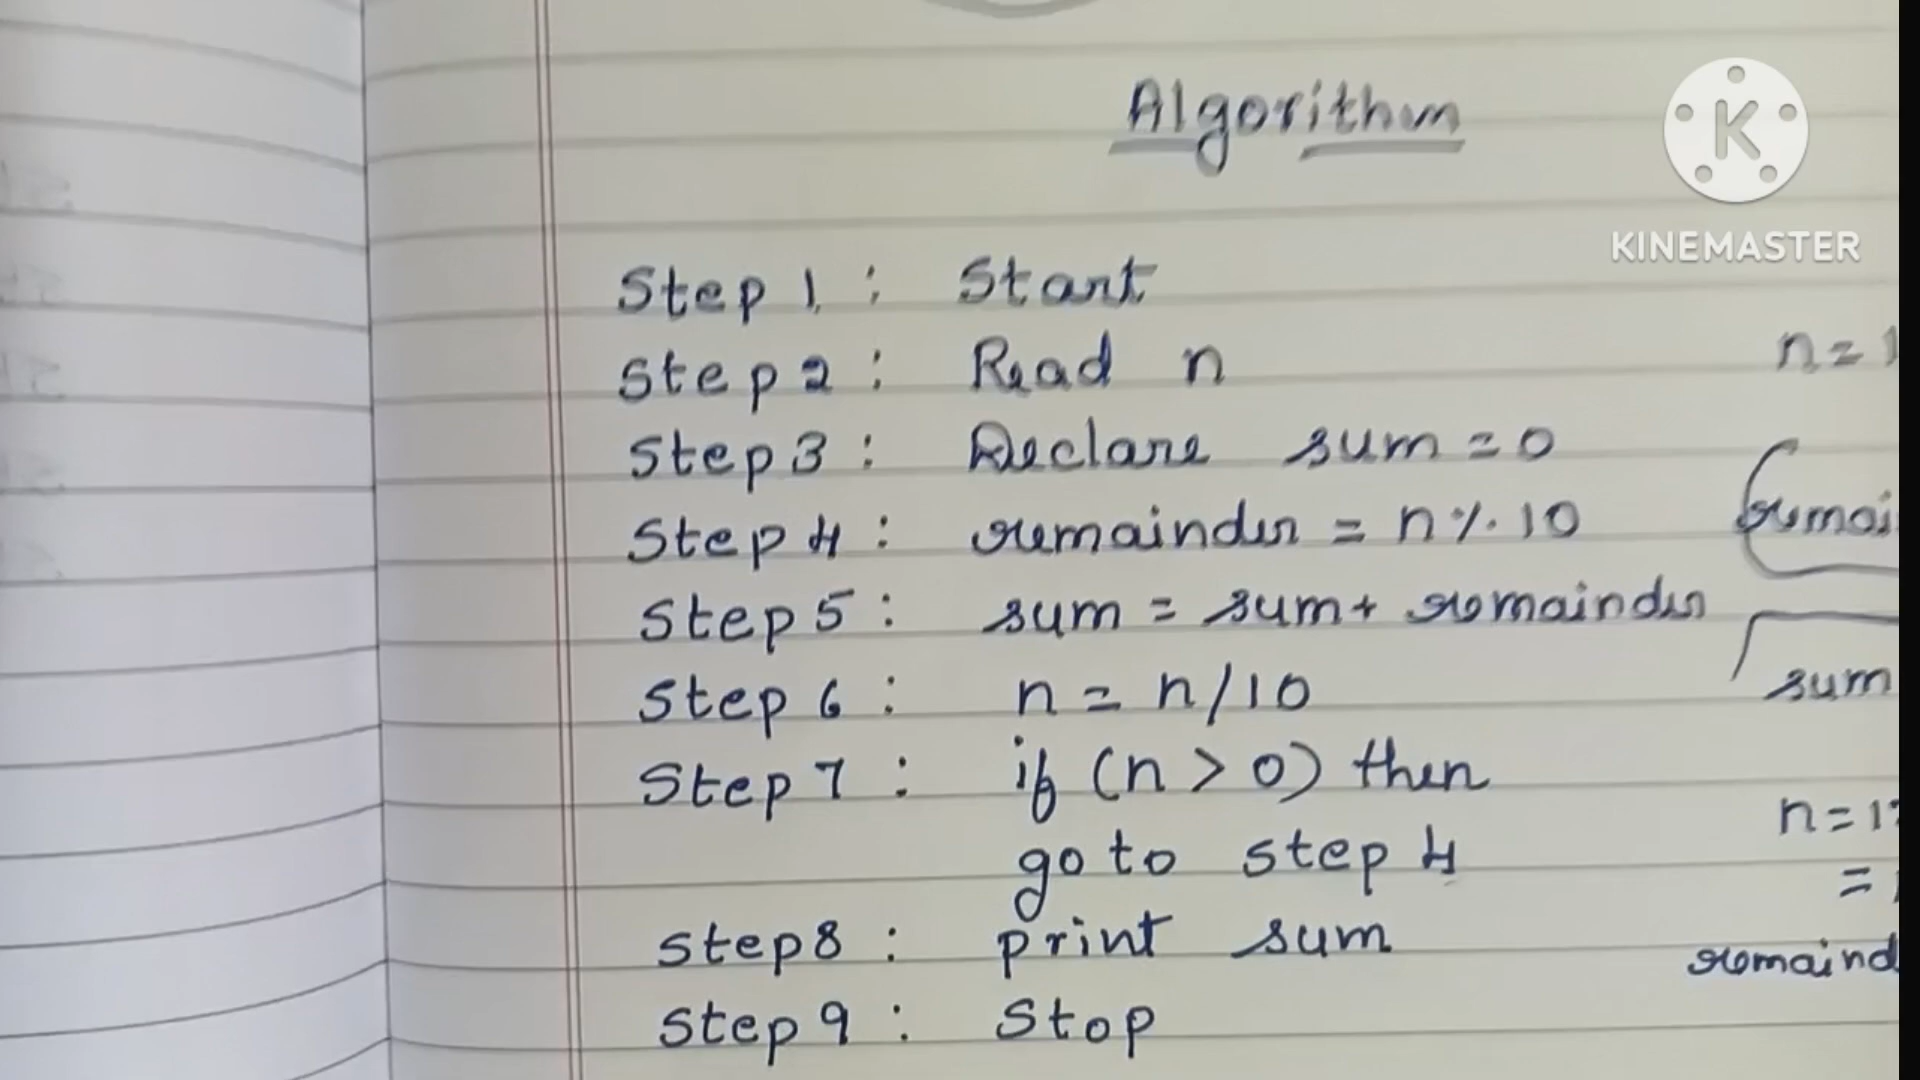 Algorithm
KINEMASTER
Step 1 : Start
Step 2 : Read n
Step 3 : Declare sum = 0
Step 4 : remainder = n % 10
Step 5 : sum = sum + remainder
Step 6 : n = n / 10
Step 7 : if (n > 0) then
go to step 4
Step 8 : print sum
Step 9 : Stop
n =
sum
n = 1
=